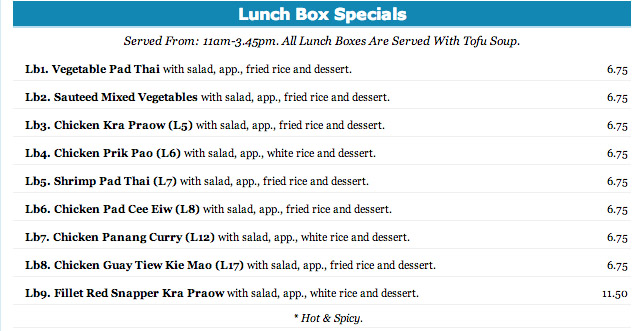 Lunch Box Specials
Served From: 11am-3.45pm. All Lunch Boxes Are Served With Tofu Soup.
Lb1. Vegetable Pad Thai with salad, app., fried rice and dessert. 6.75
Lb2. Sauteed Mixed Vegetables with salad, app., fried rice and dessert. 6.75
Lb3. Chicken Kra Praow (L5) with salad, app., fried rice and dessert. 6.75
Lb4. Chicken Prik Pao (L6) with salad, app., white rice and dessert. 6.75
Lb5. Shrimp Pad Thai (L7) with salad, app., fried rice and dessert. 6.75
Lb6. Chicken Pad Cee Eiw (L8) with salad, app., fried rice and dessert. 6.75
Lb7. Chicken Panang Curry (L12) with salad, app., white rice and dessert. 6.75
Lb8. Chicken Guay Tiew Kie Mao (L17) with salad, app., fried rice and dessert. 6.75
Lb9. Fillet Red Snapper Kra Praow with salad, app., white rice and dessert. 11.50
* Hot & Spicy.